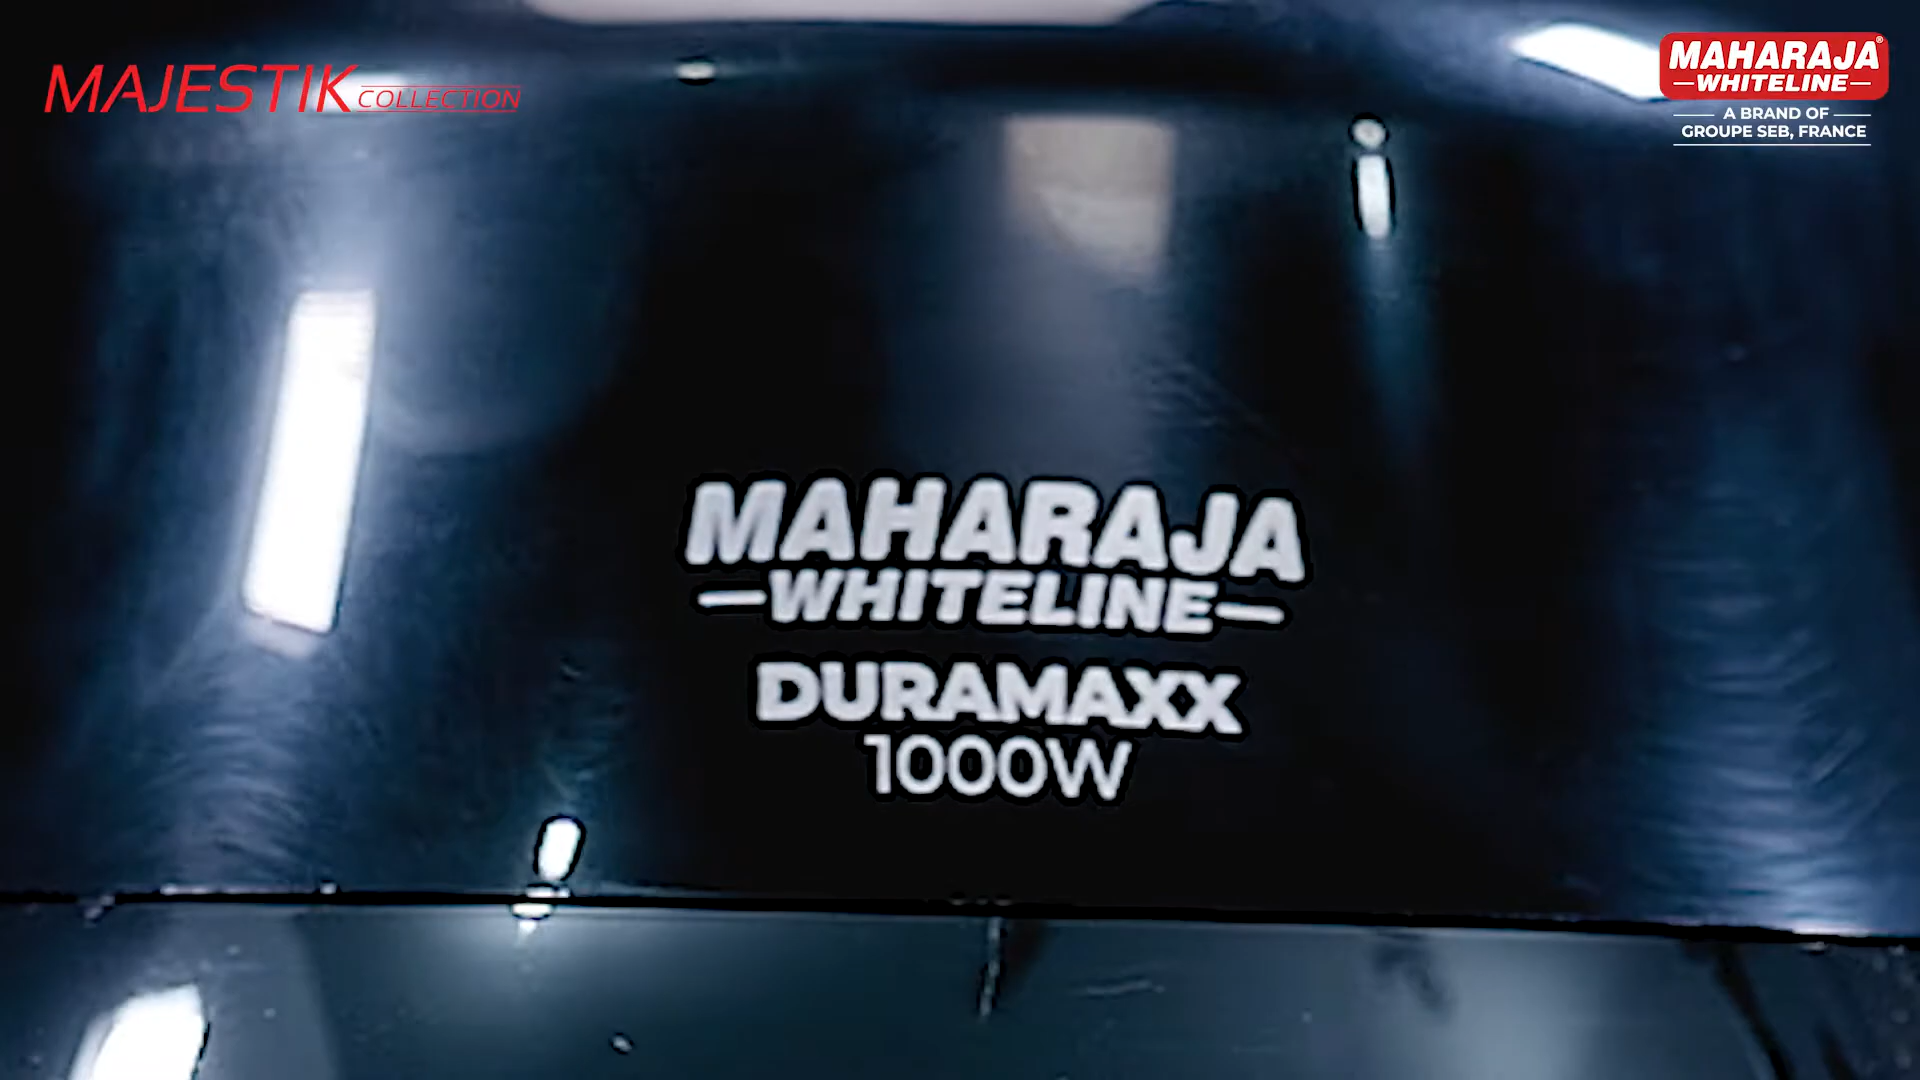 MAJESTIK COLLECTION
MAHARAJA
WHITELINE
A BRAND OF
GROUPE SEB, FRANCE
MAHARAJA
WHITELINE
DURAMAXX
1000W